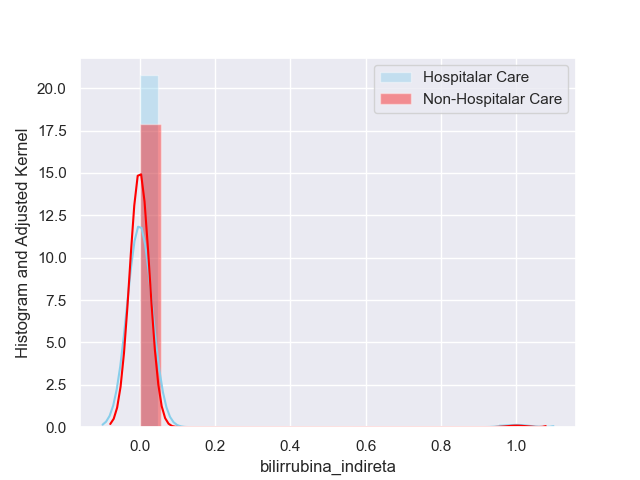 Hospitalar Care
Non-Hospitalar Care
Histogram and Adjusted Kernel
20.0
17.5
15.0
12.5
10.0
7.5
5.0
2.5
0.0
0.0 0.2 0.4 0.6 0.8 1.0
bilirrubina_indireta